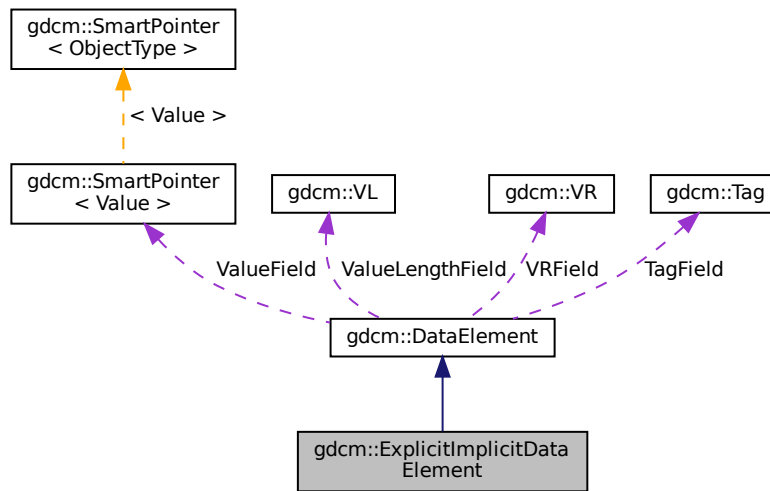 gdcm::SmartPointer
< ObjectType >
< Value >
gdcm::SmartPointer
< Value >
gdcm::VL
gdcm::VR
gdcm::Tag
ValueField
ValueLengthField
VRField
TagField
gdcm::DataElement
gdcm::ExplicitImplicitData
Element